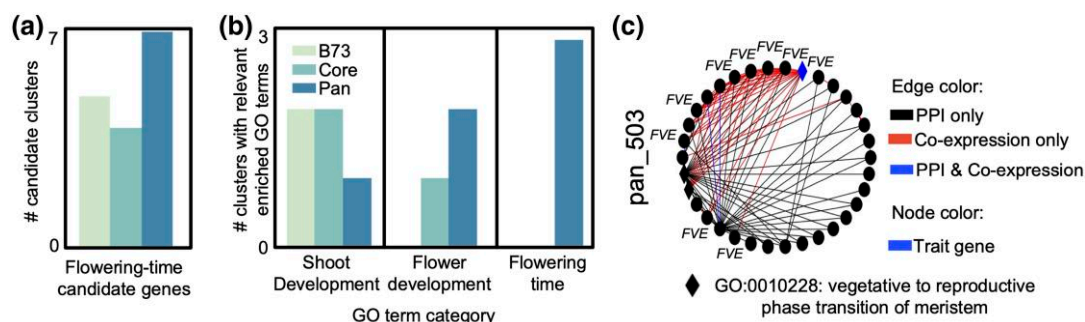 (a)
7
0
# candidate clusters
Flowering-time
candidate genes
(b)
3
0
# clusters with relevant
enriched GO terms
B73
Core
Pan
Shoot
Development
Flower
development
Flowering
time
GO term category
(c)
pan_503
FVE
FVE
FVE
FVE
FVE
FVE
FVE
FVE
FVE
FVE
Edge color:
PPI only
Co-expression only
PPI & Co-expression
Node color:
Trait gene
GO:0010228: vegetative to reproductive
phase transition of meristem